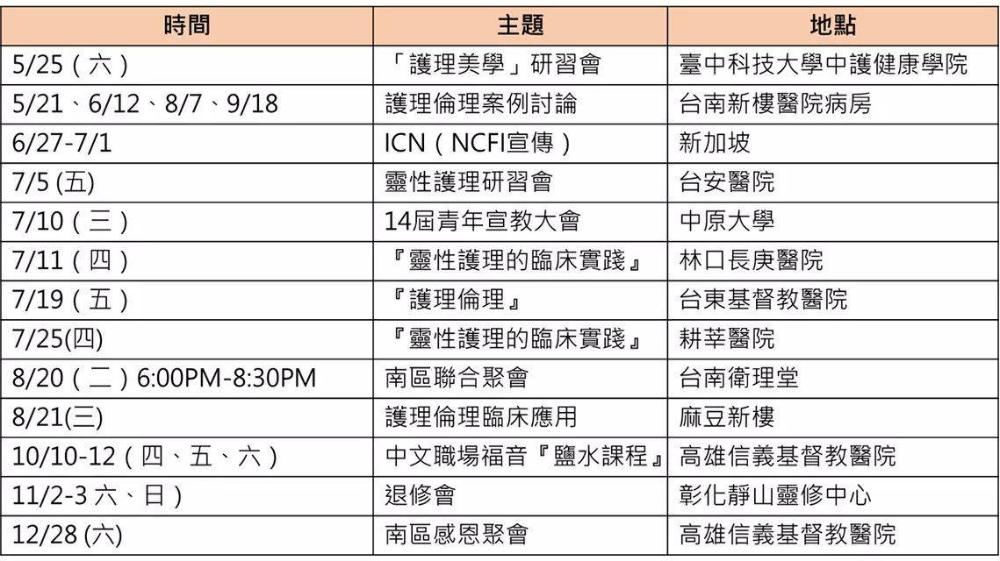 時間 主題 地點
5/25（六） 「護理美學」研習會 臺中科技大學中護健康學院
5/21、6/12、8/7、9/18 護理倫理案例討論 台南新樓醫院病房
6/27-7/1 ICN（NCFI宣傳） 新加坡
7/5 (五) 靈性護理研習會 台安醫院
7/10（三） 14屆青年宣教大會 中原大學
7/11（四） 『靈性護理的臨床實踐』 林口長庚醫院
7/19（五） 『護理倫理』 台東基督教醫院
7/25(四) 『靈性護理的臨床實踐』 耕莘醫院
8/20（二）6:00PM-8:30PM 南區聯合聚會 台南衛理堂
8/21(三) 護理倫理臨床應用 麻豆新樓
10/10-12（四、五、六） 中文職場福音『鹽水課程』 高雄信義基督教醫院
11/2-3 六、日） 退修會 彰化靜山靈修中心
12/28 (六) 南區感恩聚會 高雄信義基督教醫院